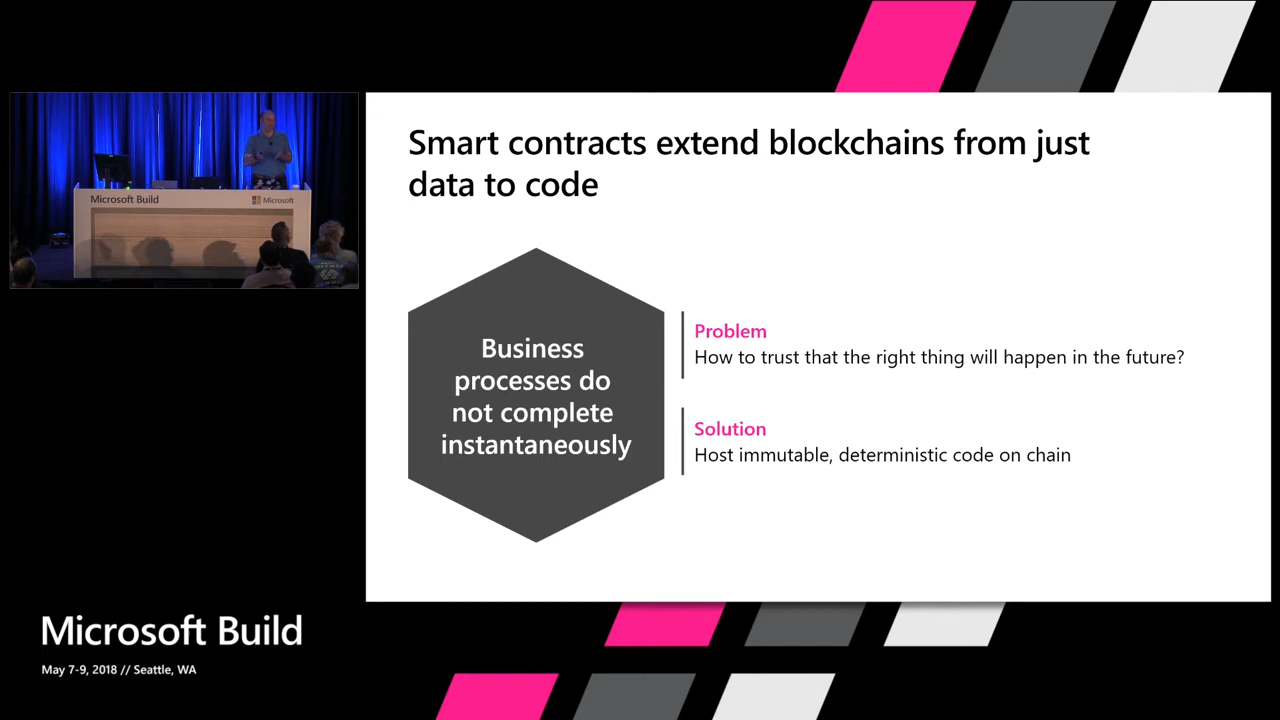 Smart contracts extend blockchains from just
data to code
Microsoft Build
Microsoft
Business
processes do
not complete
instantaneously
Problem
How to trust that the right thing will happen in the future?
Solution
Host immutable, deterministic code on chain
Microsoft Build
May 7-9, 2018 // Seattle, WA